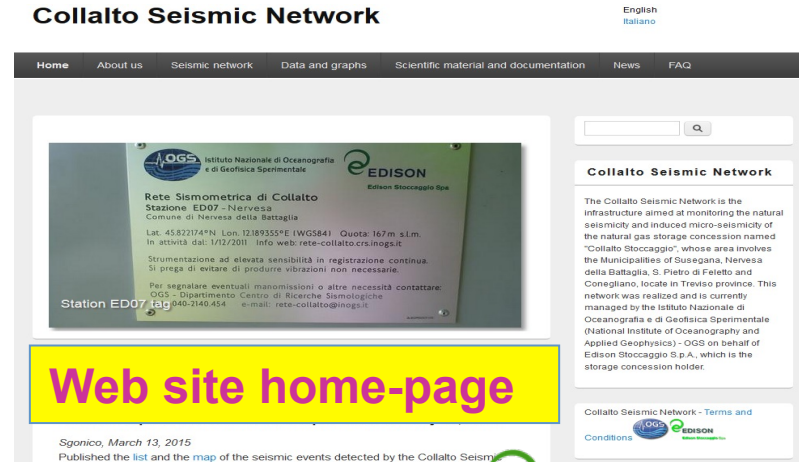 Collalto Seismic Network
English
Italiano
Home About us Seismic network Data and graphs Scientific material and documentation News FAQ
OGS Istituto Nazionale di Oceanografia
e di Geofisica Sperimentale
EDISON
Edison Stoccaggio Spa
Rete Sismometrica di Collalto
Stazione ED07 - Nervesa
Comune di Nervesa della Battaglia
Lat. 45.822174°N Lon. 12.189355°E (WGS84) Quota: 167m s.l.m.
In attività dal: 1/12/2011 Info web: rete-collalto.crs.inogs.it
Strumentazione ad elevata sensibilità in registrazione continua.
Si prega di evitare di produrre vibrazioni non necessarie.
Per segnalare eventuali manomissioni o altre necessità contattare:
OGS - Dipartimento Centro di Ricerche Sismologiche
040-2140.454 e-mail: rete-collalto@inogs.it
Station ED07 tag
Web site home-page
Sgonico, March 13, 2015
Published the list and the map of the seismic events detected by the Collalto Seismic
Collalto Seismic Network
The Collalto Seismic Network is the
infrastructure aimed at monitoring the natural
seismicity and induced micro-seismicity of
the natural gas storage concession named
"Collalto Stoccaggio", whose area involves
the Municipalities of Susegana, Nervesa
della Battaglia, S. Pietro di Feletto and
Conegliano, locate in Treviso province. This
network was realized and is currently
managed by the Istituto Nazionale di
Oceanografia e di Geofisica Sperimentale
(National Institute of Oceanography and
Applied Geophysics) - OGS on behalf of
Edison Stoccaggio S.p.A., which is the
storage concession holder.
Collalto Seismic Network - Terms and
Conditions OGS EDISON